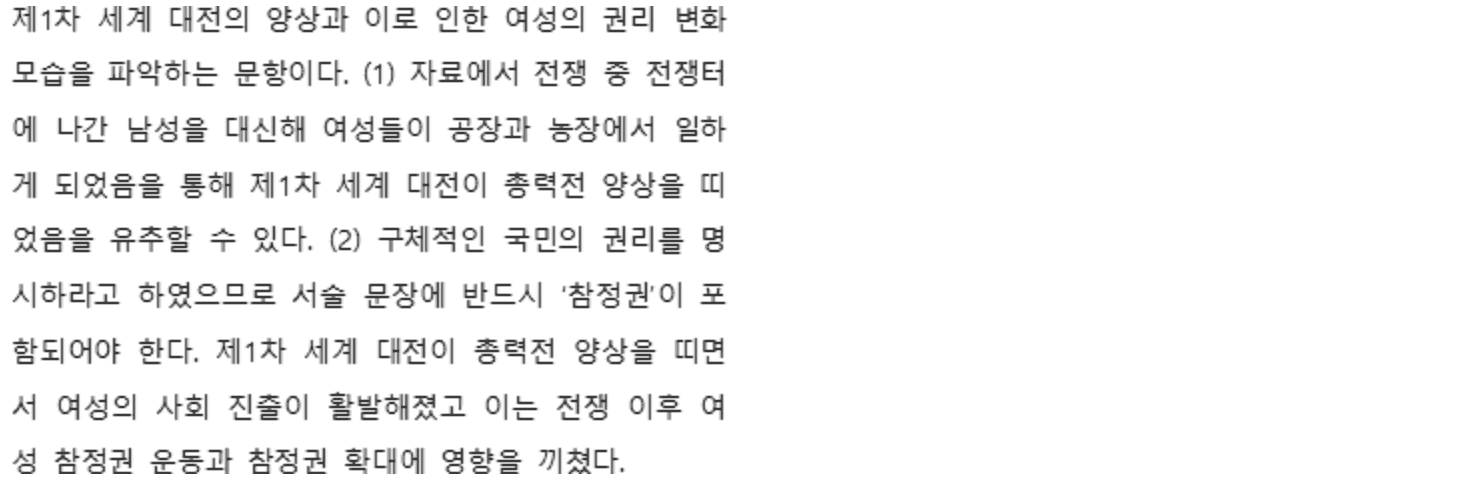 제1차 세계 대전의 양상과 이로 인한 여성의 권리 변화
모습을 파악하는 문항이다. (1) 자료에서 전쟁 중 전쟁터
에 나간 남성을 대신해 여성들이 공장과 농장에서 일하
게 되었음을 통해 제1차 세계 대전이 총력전 양상을 띠
었음을 유추할 수 있다. (2) 구체적인 국민의 권리를 명
시하라고 하였으므로 서술 문장에 반드시 ‘참정권’이 포
함되어야 한다. 제1차 세계 대전이 총력전 양상을 띠면
서 여성의 사회 진출이 활발해졌고 이는 전쟁 이후 여
성 참정권 운동과 참정권 확대에 영향을 끼쳤다.